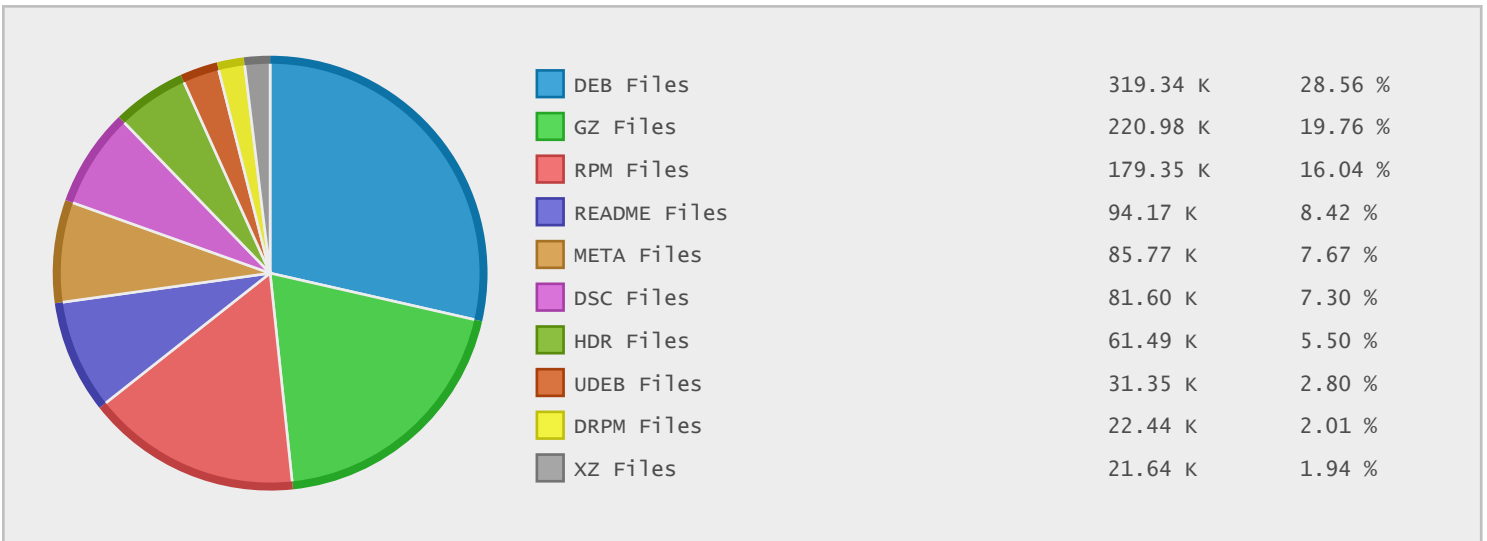 DEB Files 319.34 K 28.56 %
GZ Files 220.98 K 19.76 %
RPM Files 179.35 K 16.04 %
README Files 94.17 K 8.42 %
META Files 85.77 K 7.67 %
DSC Files 81.60 K 7.30 %
HDR Files 61.49 K 5.50 %
UDEB Files 31.35 K 2.80 %
DRPM Files 22.44 K 2.01 %
XZ Files 21.64 K 1.94 %